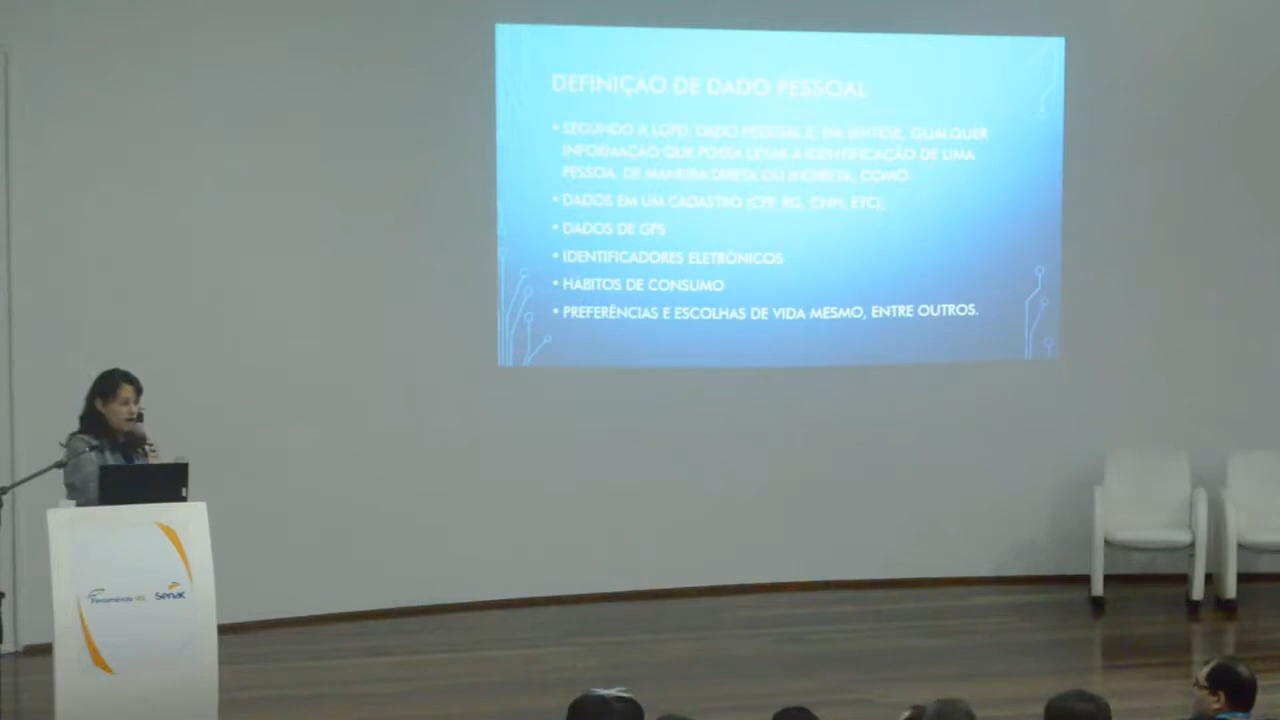 DEFINIÇÃO DE DADO PESSOAL
• SEGUNDO A LGPD, DADO PESSOAL É, EM SÍNTESE, QUALQUER
INFORMAÇÃO QUE POSSA LEVAR A IDENTIFICAÇÃO DE UMA
PESSOA, DE MANEIRA DIRETA OU INDIRETA, COMO:
• DADOS EM UM CADASTRO (CPF, RG, CNH, ETC);
• DADOS DE GPS
• IDENTIFICADORES ELETRÔNICOS
• HÁBITOS DE CONSUMO
• PREFERÊNCIAS E ESCOLHAS DE VIDA MESMO, ENTRE OUTROS.
Fecomércio RS Senac